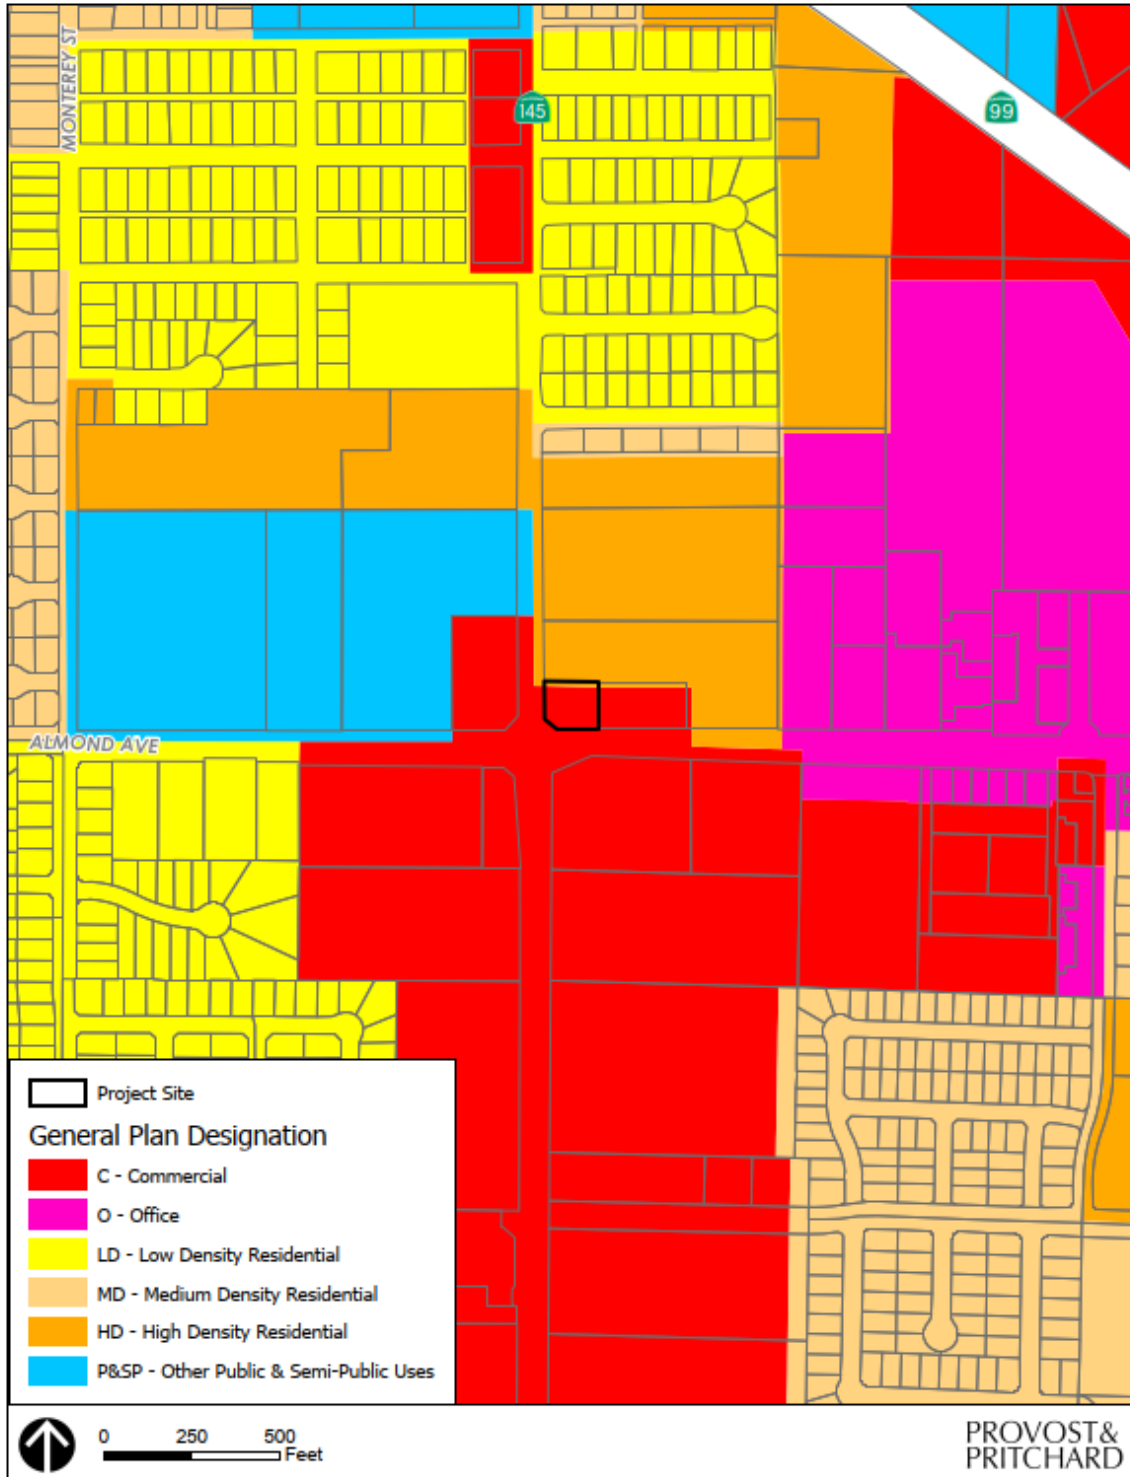 MONTEREY ST
145
99
ALMOND AVE
Project Site
General Plan Designation
C - Commercial
O - Office
LD - Low Density Residential
MD - Medium Density Residential
HD - High Density Residential
P&SP - Other Public & Semi-Public Uses
0 250 500
Feet
PROVOST&
PRITCHARD